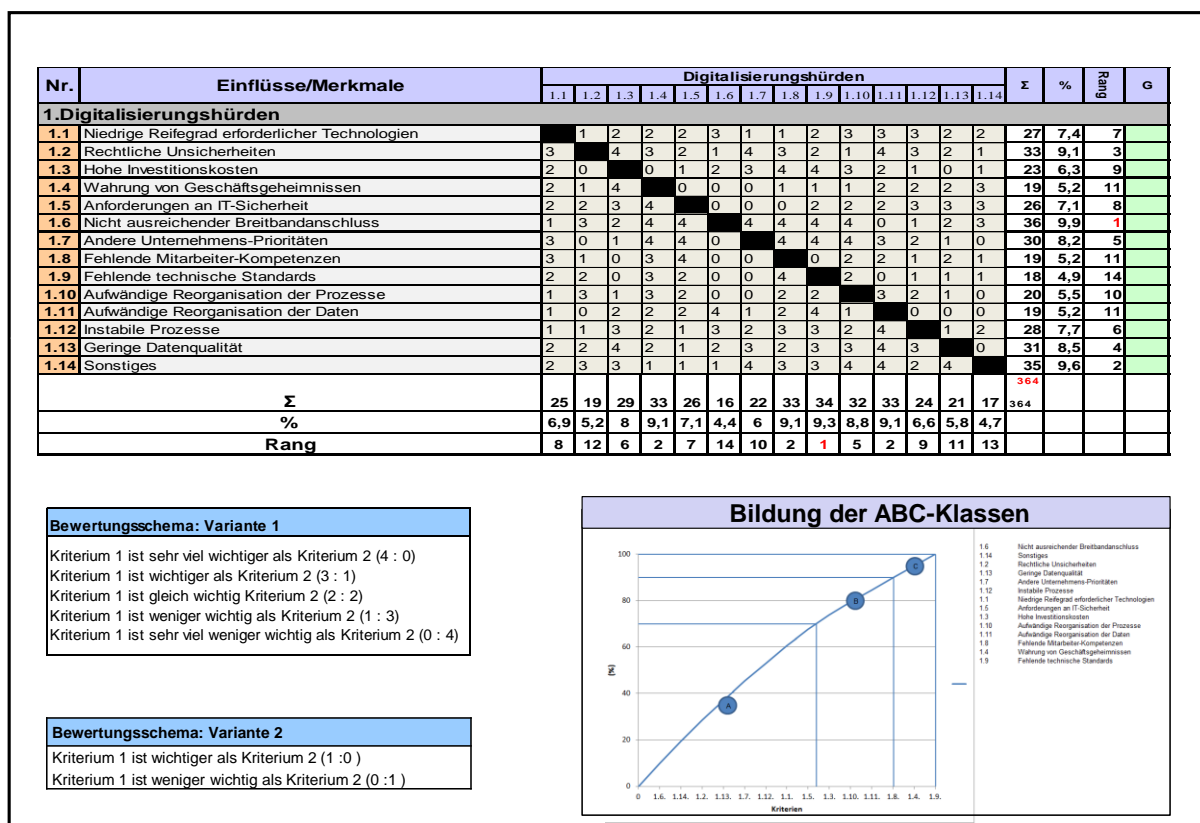 Nr. Einflüsse/Merkmale Digitalisierungshürden Σ % Rang G
1.1 1.2 1.3 1.4 1.5 1.6 1.7 1.8 1.9 1.10 1.11 1.12 1.13 1.14
1.Digitalisierungshürden
1.1 Niedrige Reifegrad erforderlicher Technologien 1 2 2 2 3 1 1 2 3 3 3 2 2 27 7,4 7
1.2 Rechtliche Unsicherheiten 3 4 3 2 1 4 3 2 1 4 3 2 1 33 9,1 3
1.3 Hohe Investitionskosten 2 0 0 1 2 3 4 4 3 2 1 0 1 23 6,3 9
1.4 Wahrung von Geschäftsgeheimnissen 2 1 4 0 0 0 1 1 1 2 2 2 3 19 5,2 11
1.5 Anforderungen an IT-Sicherheit 2 2 3 4 0 0 0 2 2 2 3 3 3 26 7,1 8
1.6 Nicht ausreichender Breitbandanschluss 1 3 2 4 4 4 4 4 4 0 1 2 3 36 9,9 1
1.7 Andere Unternehmens-Prioritäten 3 0 1 4 4 0 4 4 4 3 2 1 0 30 8,2 5
1.8 Fehlende Mitarbeiter-Kompetenzen 3 1 0 3 4 0 0 0 2 2 1 2 1 19 5,2 11
1.9 Fehlende technische Standards 2 2 0 3 2 0 0 4 2 0 1 1 1 18 4,9 14
1.10 Aufwändige Reorganisation der Prozesse 1 3 1 3 2 0 0 2 2 3 2 1 0 20 5,5 10
1.11 Aufwändige Reorganisation der Daten 1 0 2 2 2 4 1 2 4 1 0 0 0 19 5,2 11
1.12 Instabile Prozesse 1 1 3 2 1 3 2 3 3 2 4 1 2 28 7,7 6
1.13 Geringe Datenqualität 2 2 4 2 1 2 3 2 3 3 4 3 0 31 8,5 4
1.14 Sonstiges 2 3 3 1 1 1 4 3 3 4 4 2 4 35 9,6 2
364
Σ 25 19 29 33 26 16 22 33 34 32 33 24 21 17 364
% 6,9 5,2 8 9,1 7,1 4,4 6 9,1 9,3 8,8 9,1 6,6 5,8 4,7
Rang 8 12 6 2 7 14 10 2 1 5 2 9 11 13
Bewertungsschema: Variante 1
Kriterium 1 ist sehr viel wichtiger als Kriterium 2 (4 : 0)
Kriterium 1 ist wichtiger als Kriterium 2 (3 : 1)
Kriterium 1 ist gleich wichtig Kriterium 2 (2 : 2)
Kriterium 1 ist weniger wichtig als Kriterium 2 (1 : 3)
Kriterium 1 ist sehr viel weniger wichtig als Kriterium 2 (0 : 4)
Bewertungsschema: Variante 2
Kriterium 1 ist wichtiger als Kriterium 2 (1 :0 )
Kriterium 1 ist weniger wichtig als Kriterium 2 (0 :1 )
Bildung der ABC-Klassen
100
80
60
40
20
0
(%)
A
B
C
0 1.6. 1.14. 1.2. 1.13. 1.7. 1.12. 1.1. 1.5. 1.3. 1.10. 1.11. 1.8. 1.4. 1.9.
Kriterien
1.6 Nicht ausreichender Breitbandanschluss
1.14 Sonstiges
1.2 Rechtliche Unsicherheiten
1.13 Geringe Datenqualität
1.7 Andere Unternehmens-Prioritäten
1.12 Instabile Prozesse
1.1 Niedrige Reifegrad erforderlicher Technologien
1.5 Anforderungen an IT-Sicherheit
1.3 Hohe Investitionskosten
1.10 Aufwändige Reorganisation der Prozesse
1.11 Aufwändige Reorganisation der Daten
1.8 Fehlende Mitarbeiter-Kompetenzen
1.4 Wahrung von Geschäftsgeheimnissen
1.9 Fehlende technische Standards